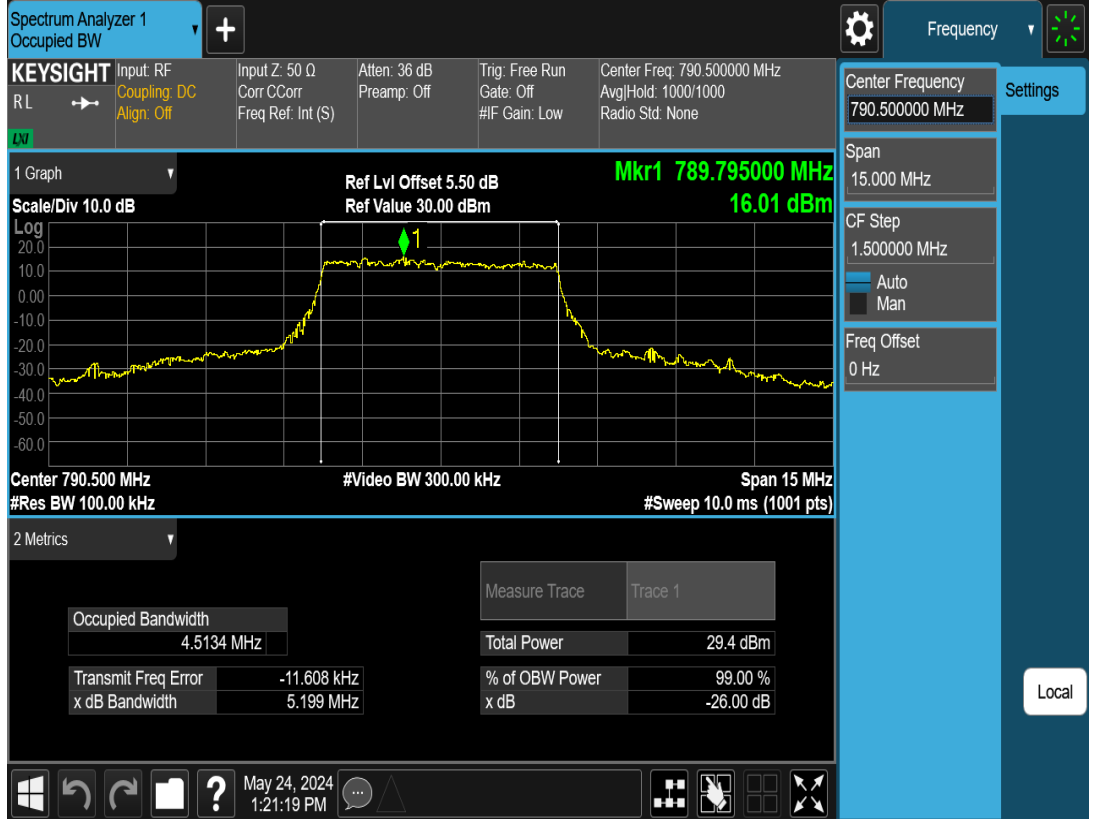 Spectrum Analyzer 1
Occupied BW
+
Frequency
KEYSIGHT
R L
LXI
Input: RF
Coupling: DC
Align: Off
Input Z: 50 Ω
Corr CCorr
Freq Ref: Int (S)
Atten: 36 dB
Preamp: Off
Trig: Free Run
Gate: Off
#IF Gain: Low
Center Freq: 790.500000 MHz
Avg|Hold: 1000/1000
Radio Std: None
Center Frequency
790.500000 MHz
Settings
Span
15.000 MHz
CF Step
1.500000 MHz
Auto
Man
Freq Offset
0 Hz
Local
1 Graph
Scale/Div 10.0 dB
Ref Lvl Offset 5.50 dB
Ref Value 30.00 dBm
Mkr1 789.795000 MHz
16.01 dBm
Log
1
20.0
10.0
0.00
-10.0
-20.0
-30.0
-40.0
-50.0
-60.0
Center 790.500 MHz
#Res BW 100.00 kHz
#Video BW 300.00 kHz
Span 15 MHz
#Sweep 10.0 ms (1001 pts)
2 Metrics
Measure Trace Trace 1
Occupied Bandwidth
4.5134 MHz
Total Power 29.4 dBm
Transmit Freq Error -11.608 kHz
% of OBW Power 99.00 %
x dB Bandwidth 5.199 MHz
x dB -26.00 dB
?
May 24, 2024
1:21:19 PM